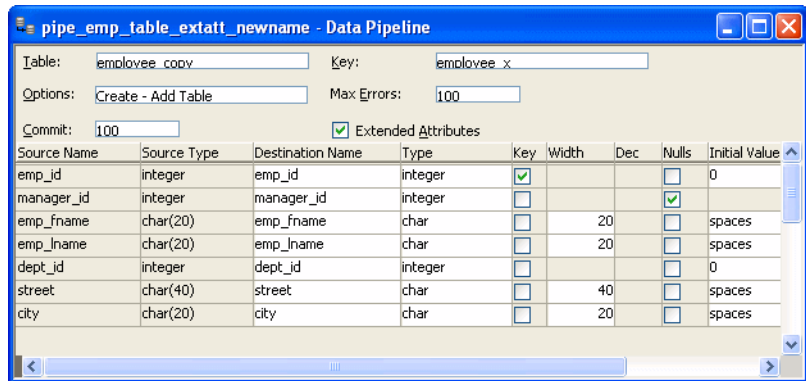 pipe_emp_table_extatt_newname - Data Pipeline
Table: employee_copy Key: employee_x
Options: Create - Add Table Max Errors: 100
Commit: 100 Extended Attributes
Source Name Source Type Destination Name Type Key Width Dec Nulls Initial Value
emp_id integer emp_id integer 0
manager_id integer manager_id integer
emp_fname char(20) emp_fname char 20 spaces
emp_lname char(20) emp_lname char 20 spaces
dept_id integer dept_id integer 0
street char(40) street char 40 spaces
city char(20) city char 20 spaces